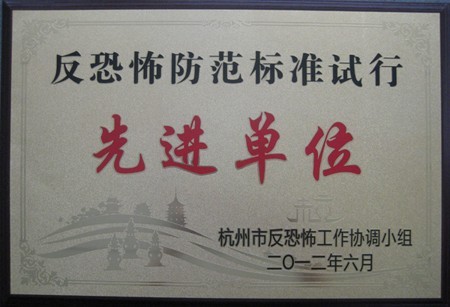 反恐怖防范标准试行
先进单位
杭州市反恐怖工作协调小组
二〇一二年六月